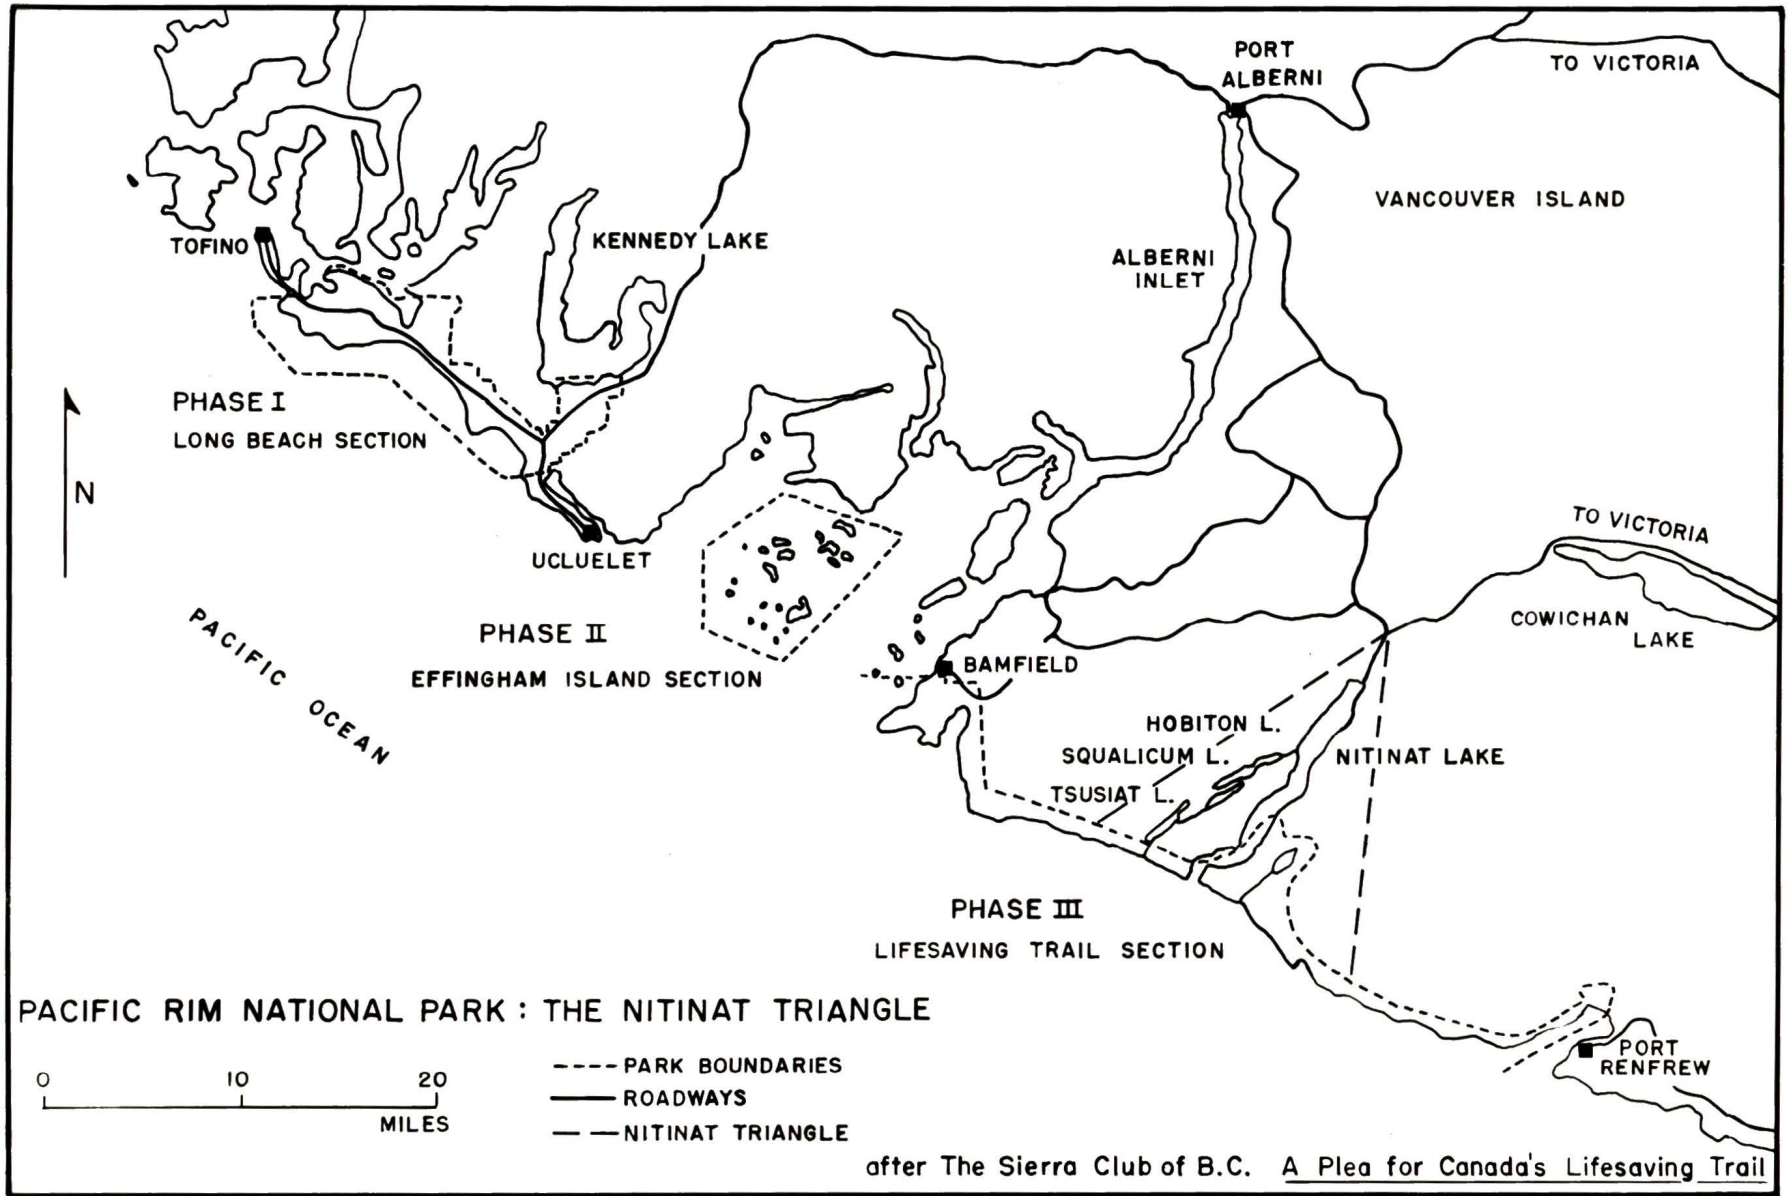 PORT
ALBERNI
TO VICTORIA
VANCOUVER ISLAND
TOFINO
KENNEDY LAKE
ALBERNI
INLET
PHASE I
LONG BEACH SECTION
N
UCLUELET
TO VICTORIA
PACIFIC OCEAN
PHASE II
EFFINGHAM ISLAND SECTION
COWICHAN
LAKE
BAMFIELD
HOBITON L.
SQUALICUM L.
NITINAT LAKE
TSUSIAT L.
PHASE III
LIFESAVING TRAIL SECTION
PACIFIC RIM NATIONAL PARK : THE NITINAT TRIANGLE
PORT
RENFREW
0 10 20
MILES
PARK BOUNDARIES
ROADWAYS
NITINAT TRIANGLE
after The Sierra Club of B.C. A Plea for Canada's Lifesaving Trail